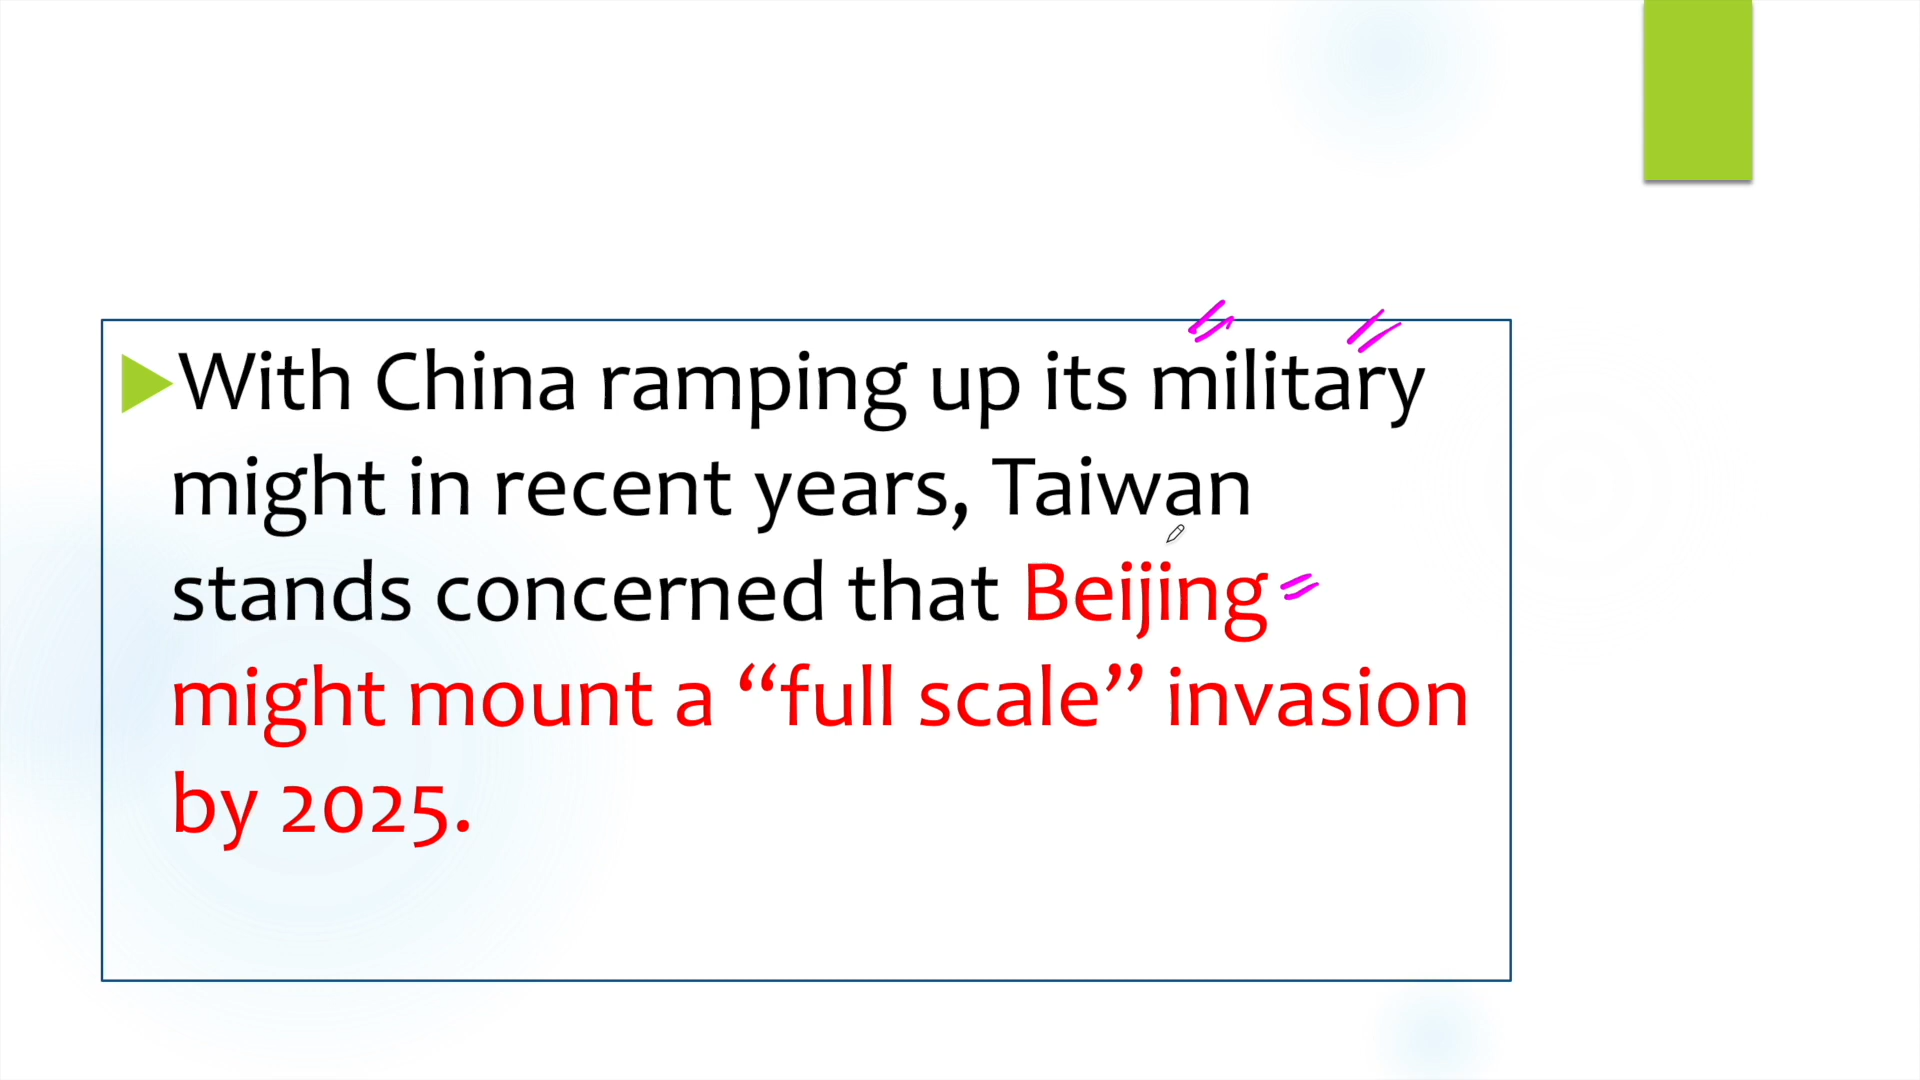 With China ramping up its military
might in recent years, Taiwan
stands concerned that Beijing
might mount a “full scale” invasion
by 2025.